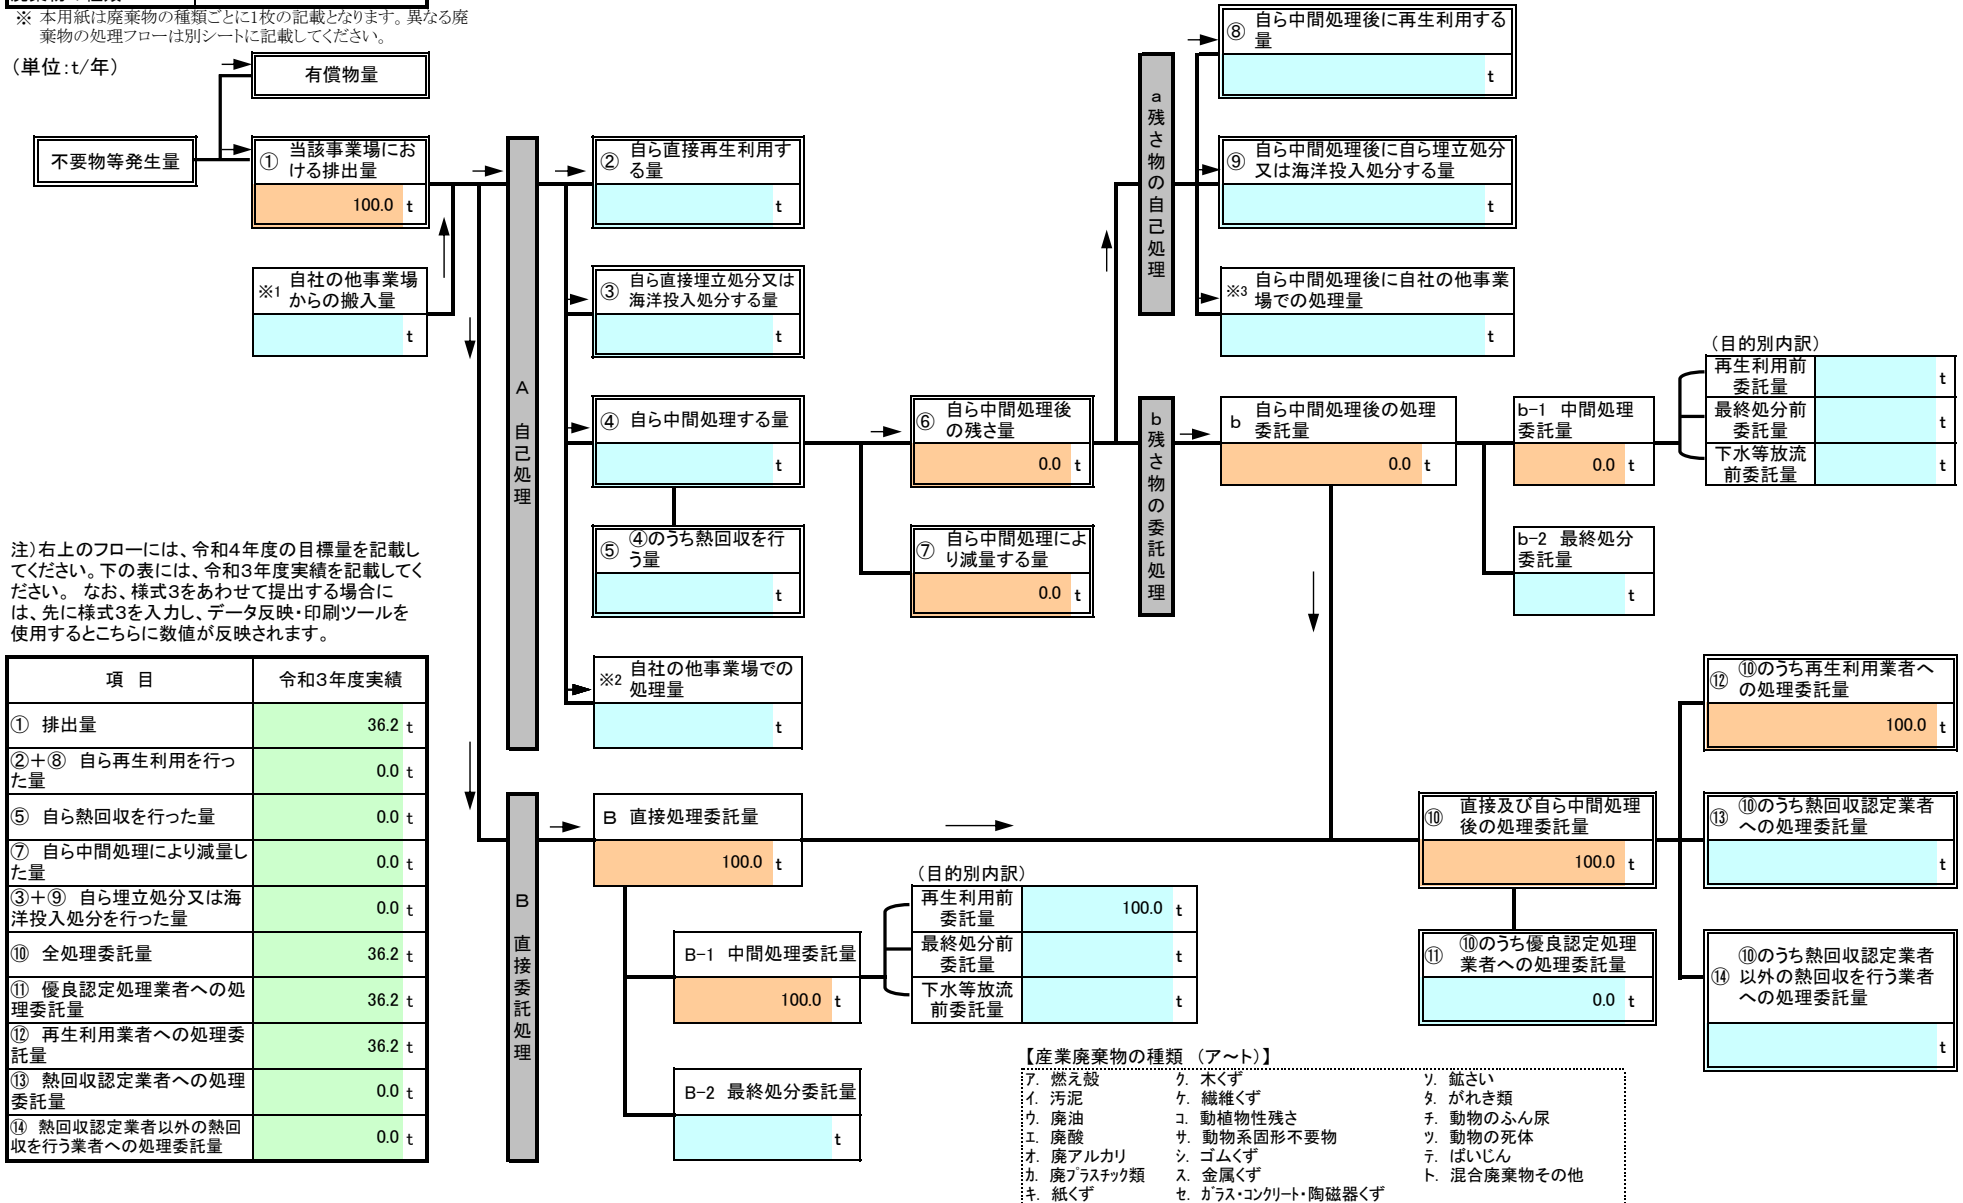 ※ 本用紙は廃棄物の種類ごとに1枚の記載となります。異なる廃
棄物の処理フローは別シートに記載してください。
(単位:t/年)
有償物量
不要物等発生量
① 当該事業場にお
ける排出量
100.0 t
※1 自社の他事業場
からの搬入量
t
A 自己処理
② 自ら直接再生利用す
る量
t
③ 自ら直接埋立処分又は
海洋投入処分する量
t
④ 自ら中間処理する量
t
⑤ ④のうち熱回収を行
う量
t
※2 自社の他事業場での
処理量
t
⑥ 自ら中間処理後
の残さ量
0.0 t
⑦ 自ら中間処理によ
り減量する量
0.0 t
a 残さ物の自己処理
⑧ 自ら中間処理後に再生利用する
量
t
⑨ 自ら中間処理後に自ら埋立処分
又は海洋投入処分する量
t
※3 自ら中間処理後に自社の他事業
場での処理量
t
b 残さ物の委託処理
b 自ら中間処理後の処理
委託量
0.0 t
b-1 中間処理
委託量
0.0 t
(目的別内訳)
再生利用前
委託量
t
最終処分前
委託量
t
下水等放流
前委託量
t
b-2 最終処分
委託量
t
注)右上のフローには、令和4年度の目標量を記載し
てください。下の表には、令和3年度実績を記載してく
ださい。 なお、様式3をあわせて提出する場合に
は、先に様式3を入力し、データ反映・印刷ツールを
使用するとこちらに数値が反映されます。
項 目 令和3年度実績
① 排出量 36.2 t
②+⑧ 自ら再生利用を行っ
た量
0.0 t
⑤ 自ら熱回収を行った量 0.0 t
⑦ 自ら中間処理により減量し
た量
0.0 t
③+⑨ 自ら埋立処分又は海
洋投入処分を行った量
0.0 t
⑩ 全処理委託量 36.2 t
⑪ 優良認定処理業者への処
理委託量
36.2 t
⑫ 再生利用業者への処理委
託量
36.2 t
⑬ 熱回収認定業者への処理
委託量
0.0 t
⑭ 熱回収認定業者以外の熱回
収を行う業者への処理委託量
0.0 t
B 直接委託処理
B 直接処理委託量
100.0 t
B-1 中間処理委託量
100.0 t
(目的別内訳)
再生利用前
委託量
100.0 t
最終処分前
委託量
t
下水等放流
前委託量
t
B-2 最終処分委託量
t
⑩ 直接及び自ら中間処理
後の処理委託量
100.0 t
⑪ ⑩のうち優良認定処理
業者への処理委託量
0.0 t
⑫ ⑩のうち再生利用業者へ
の処理委託量
100.0 t
⑬ ⑩のうち熱回収認定業者
への処理委託量
t
⑭ ⑩のうち熱回収認定業者
以外の熱回収を行う業者
への処理委託量
t
【産業廃棄物の種類 (ア～ト)】
ア. 燃え殻 ク. 木くず ソ. 鉱さい
イ. 汚泥 ケ. 繊維くず タ. がれき類
ウ. 廃油 コ. 動植物性残さ チ. 動物のふん尿
エ. 廃酸 サ. 動物系固形不要物 ツ. 動物の死体
オ. 廃アルカリ シ. ゴムくず テ. ばいじん
カ. 廃プラスチック類 ス. 金属くず ト. 混合廃棄物その他
キ. 紙くず セ. ガラス・コンクリート・陶磁器くず